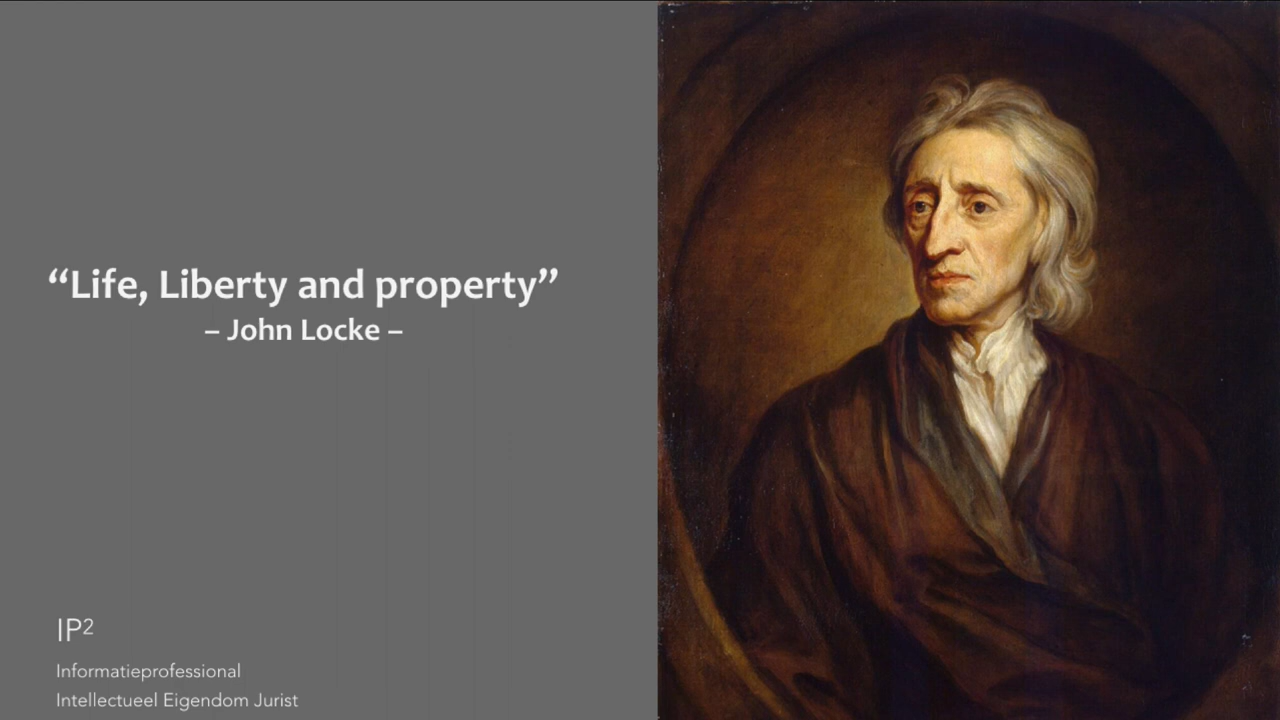 “Life, Liberty and property”
– John Locke –
IP²
Informatieprofessional
Intellectueel Eigendom Jurist